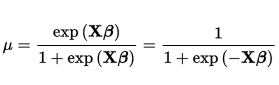 μ = exp (𝐗𝜷) / 1 + exp (𝐗𝜷) = 1 / 1 + exp (−𝐗𝜷)